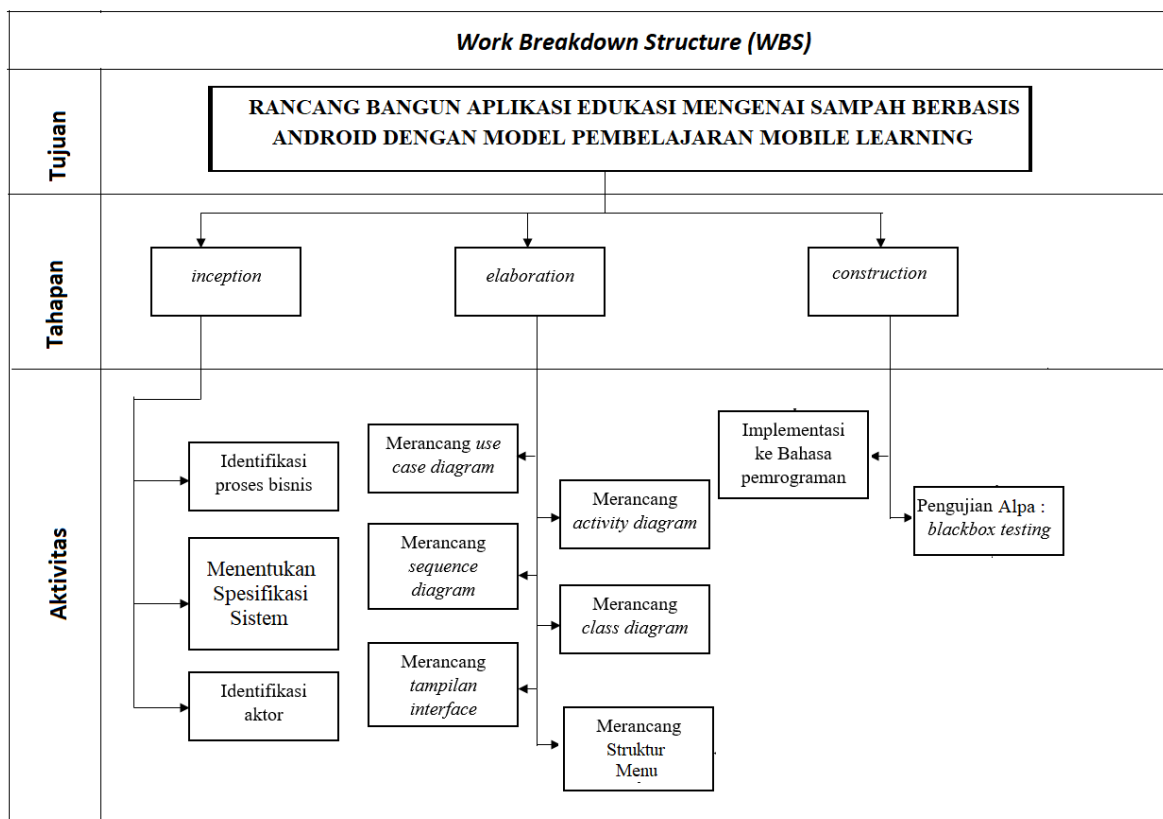 Work Breakdown Structure (WBS)
Tujuan
RANCANG BANGUN APLIKASI EDUKASI MENGENAI SAMPAH BERBASIS
ANDROID DENGAN MODEL PEMBELAJARAN MOBILE LEARNING
Tahapan
inception
elaboration
construction
Aktivitas
Identifikasi
proses bisnis
Menentukan
Spesifikasi
Sistem
Identifikasi
aktor
Merancang use
case diagram
Merancang
activity diagram
Merancang
sequence
diagram
Merancang
class diagram
Merancang
tampilan
interface
Merancang
Struktur
Menu
Implementasi
ke Bahasa
pemrograman
Pengujian Alpa :
blackbox testing